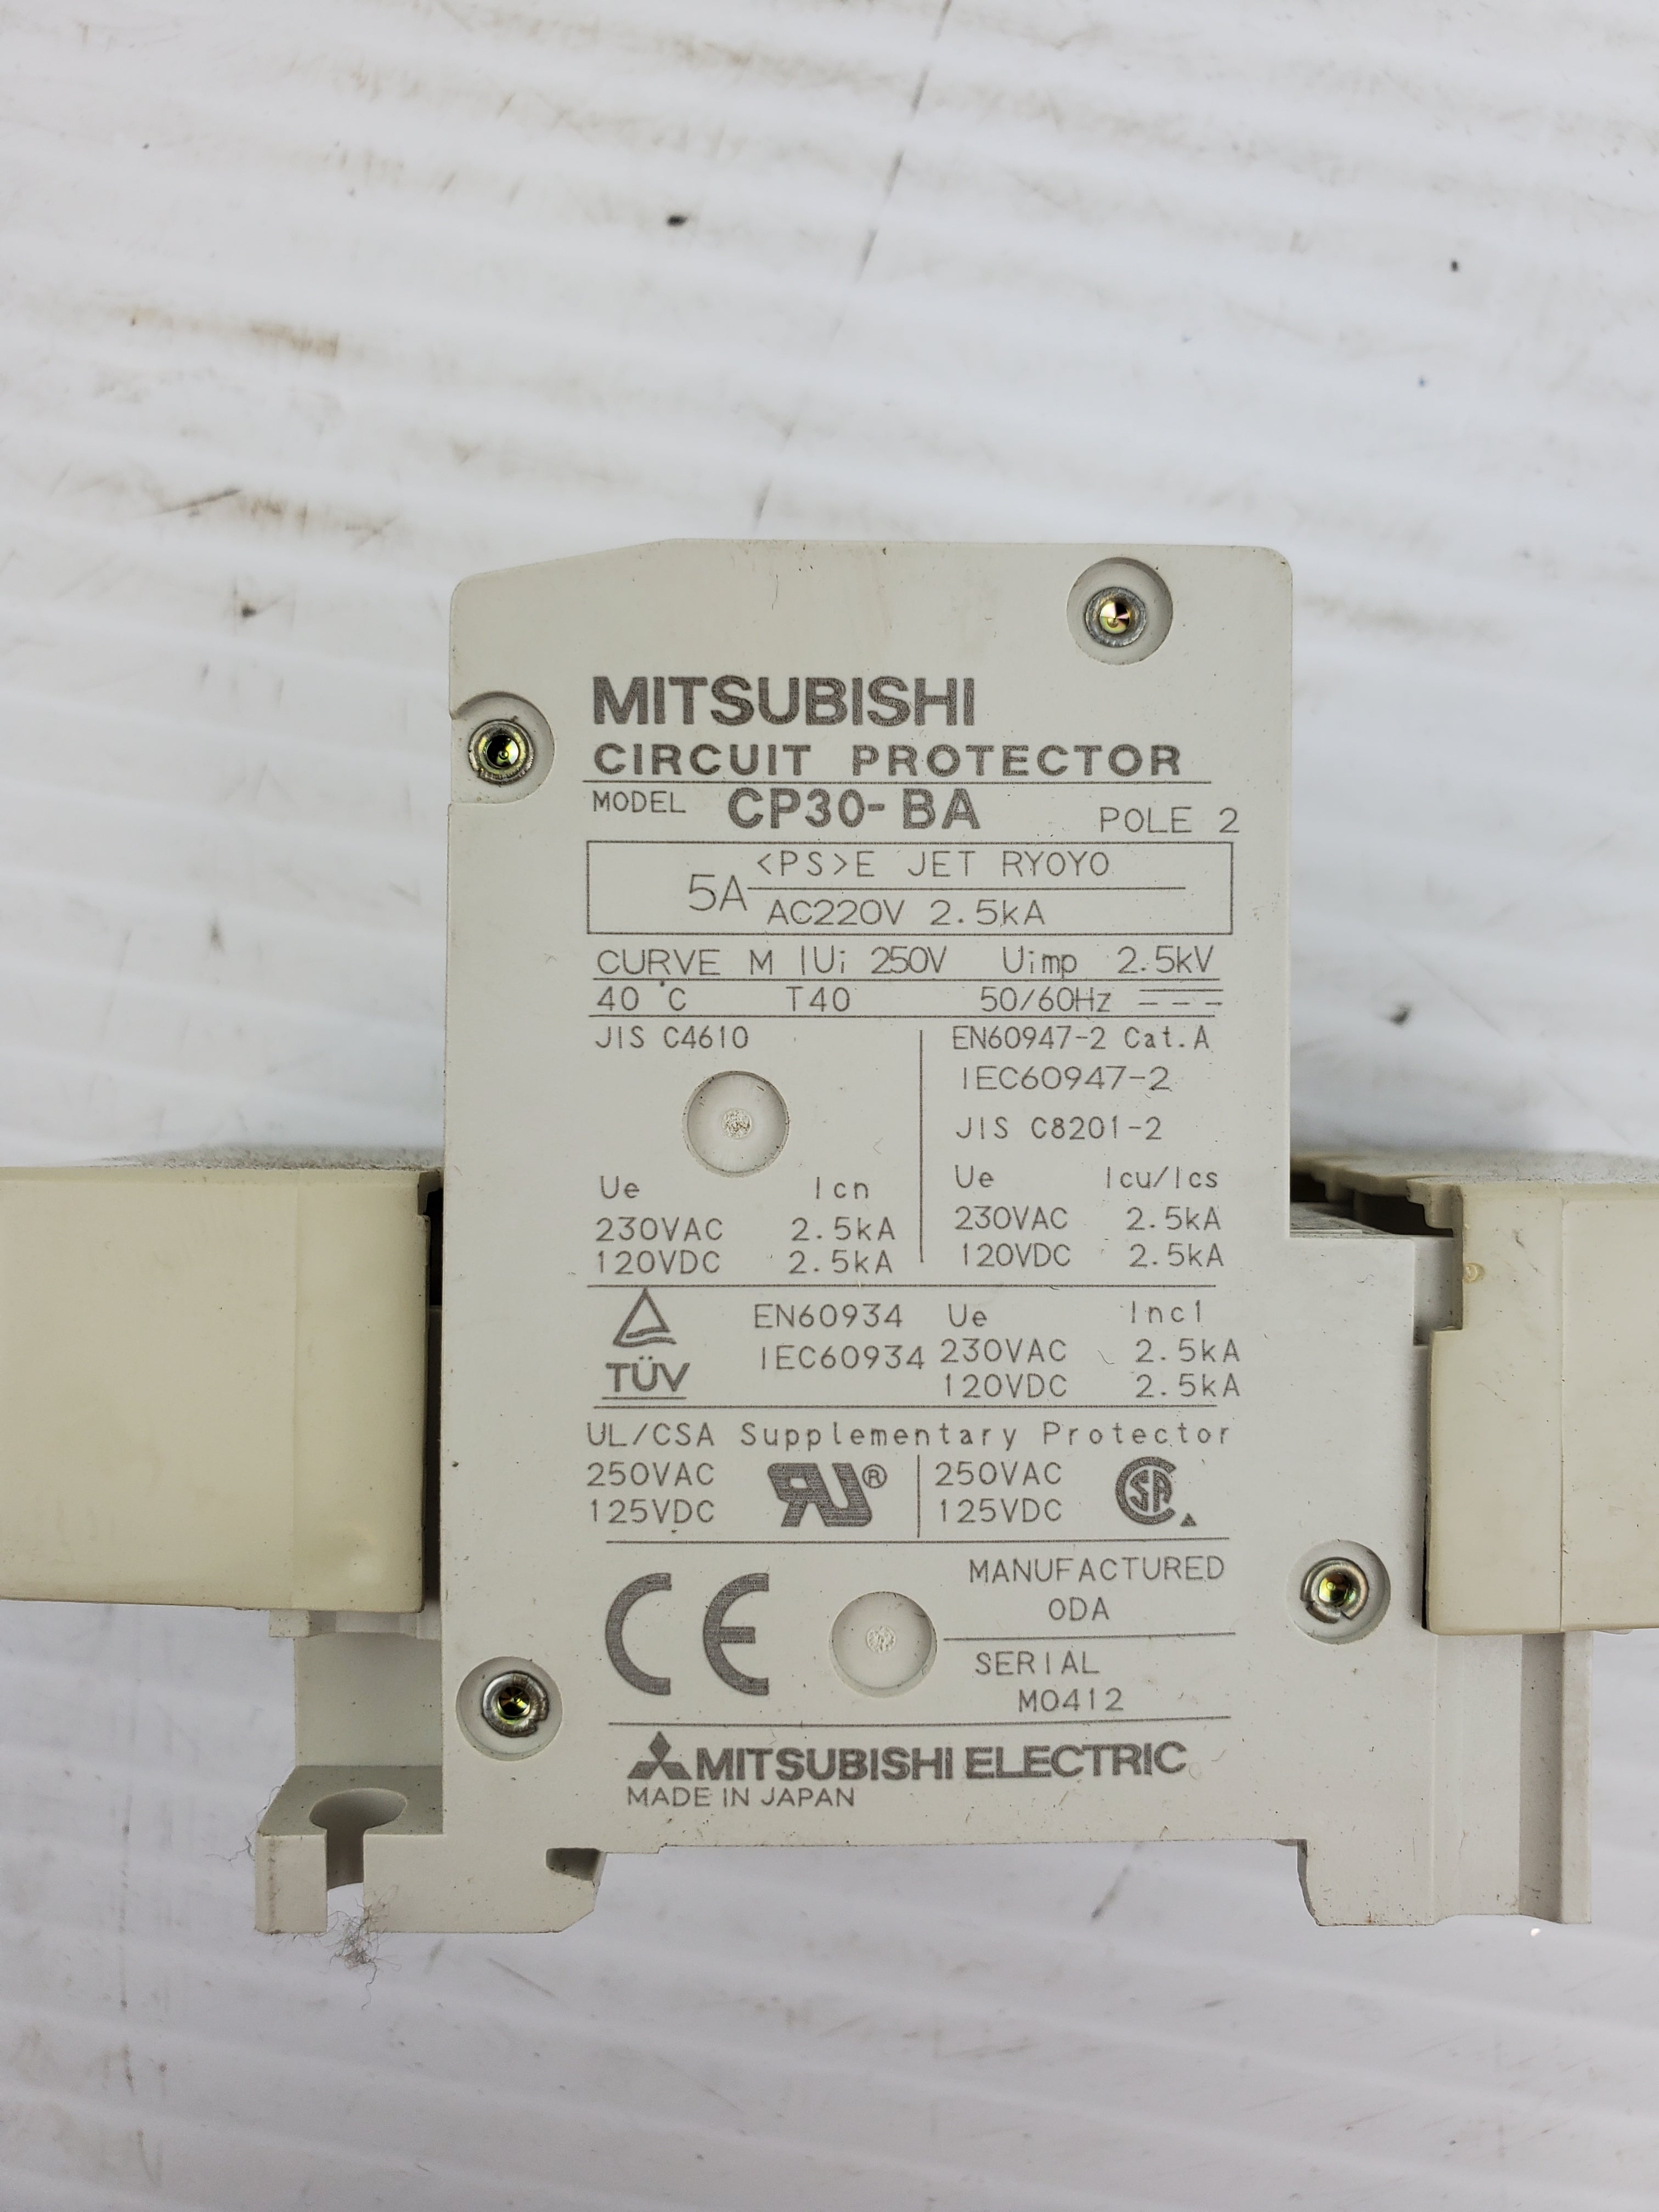 MITSUBISHI
CIRCUIT PROTECTOR
MODEL CP30-BA POLE 2
<PS>E JET RYOYO
5A
AC220V 2.5kA
CURVE M Ui 250V Uimp 2.5kV
40 °C T40 50/60Hz
JIS C4610
EN60947-2 Cat.A
IEC60947-2
JIS C8201-2
Ue Icn
230VAC 2.5kA
120VDC 2.5kA
Ue Icu/Ics
230VAC 2.5kA
120VDC 2.5kA
TÜV
EN60934 Ue Inc1
IEC60934 230VAC 2.5kA
120VDC 2.5kA
UL/CSA Supplementary Protector
250VAC
125VDC
RU®
250VAC
125VDC
CSA
CE
MANUFACTURED
ODA
SERIAL
M0412
MITSUBISHI ELECTRIC
MADE IN JAPAN